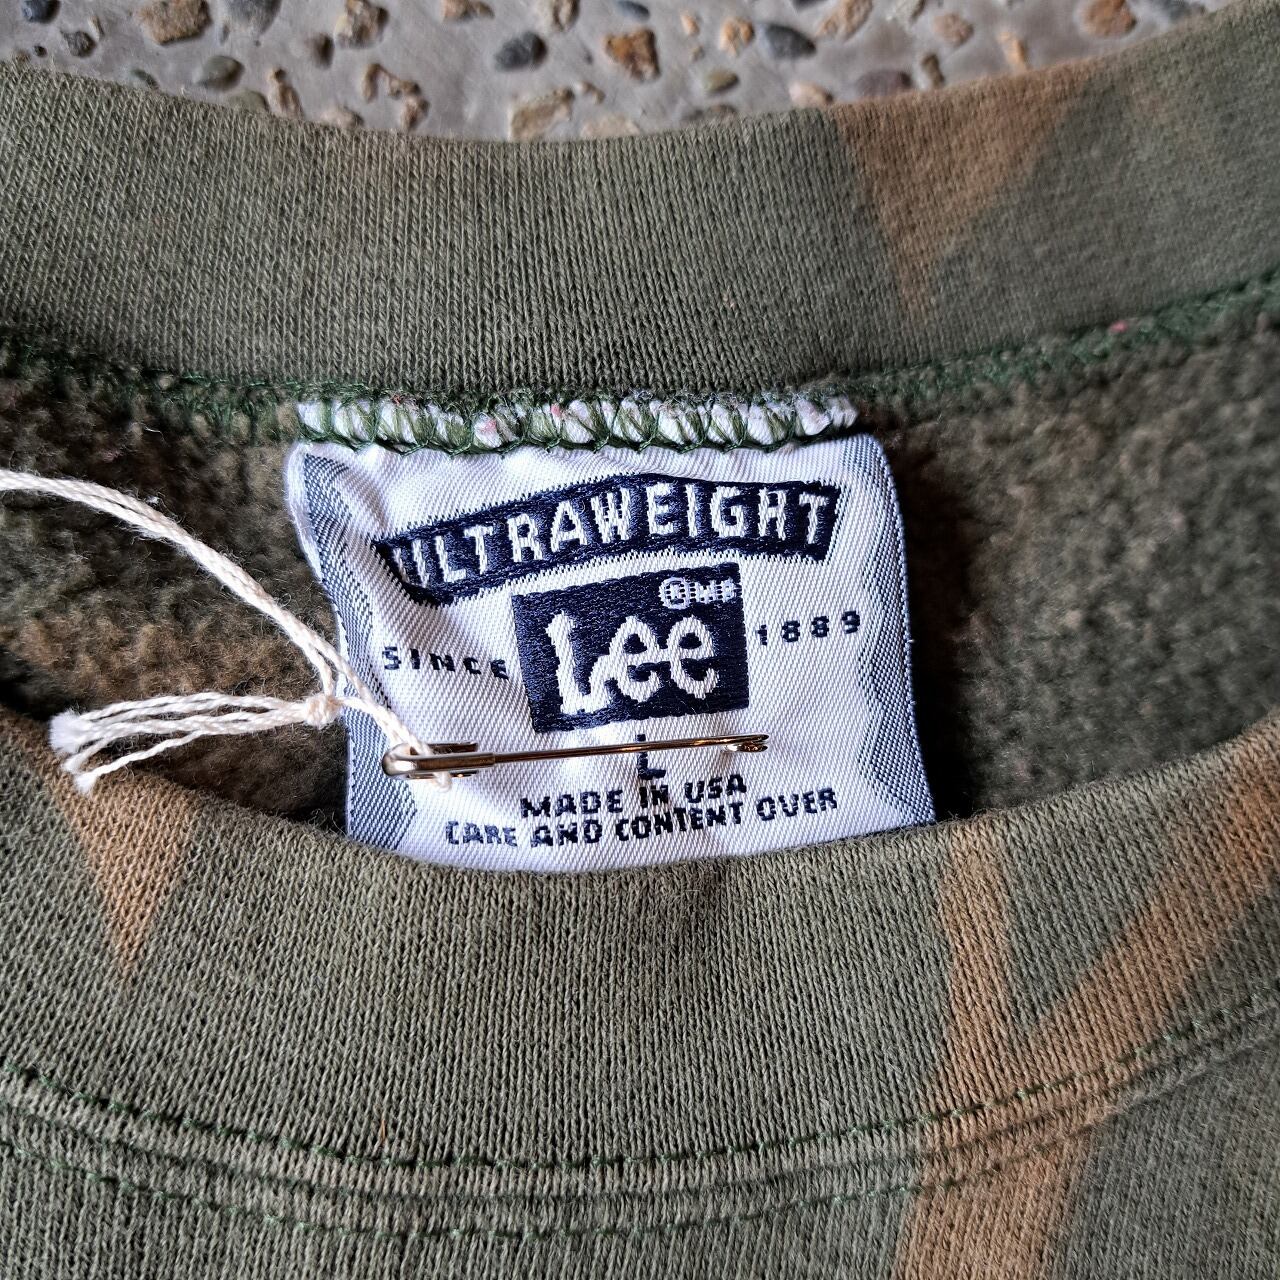 ULTRAWEIGHT
Lee
SINCE 1889
L
MADE IN USA
CARE AND CONTENT OVER